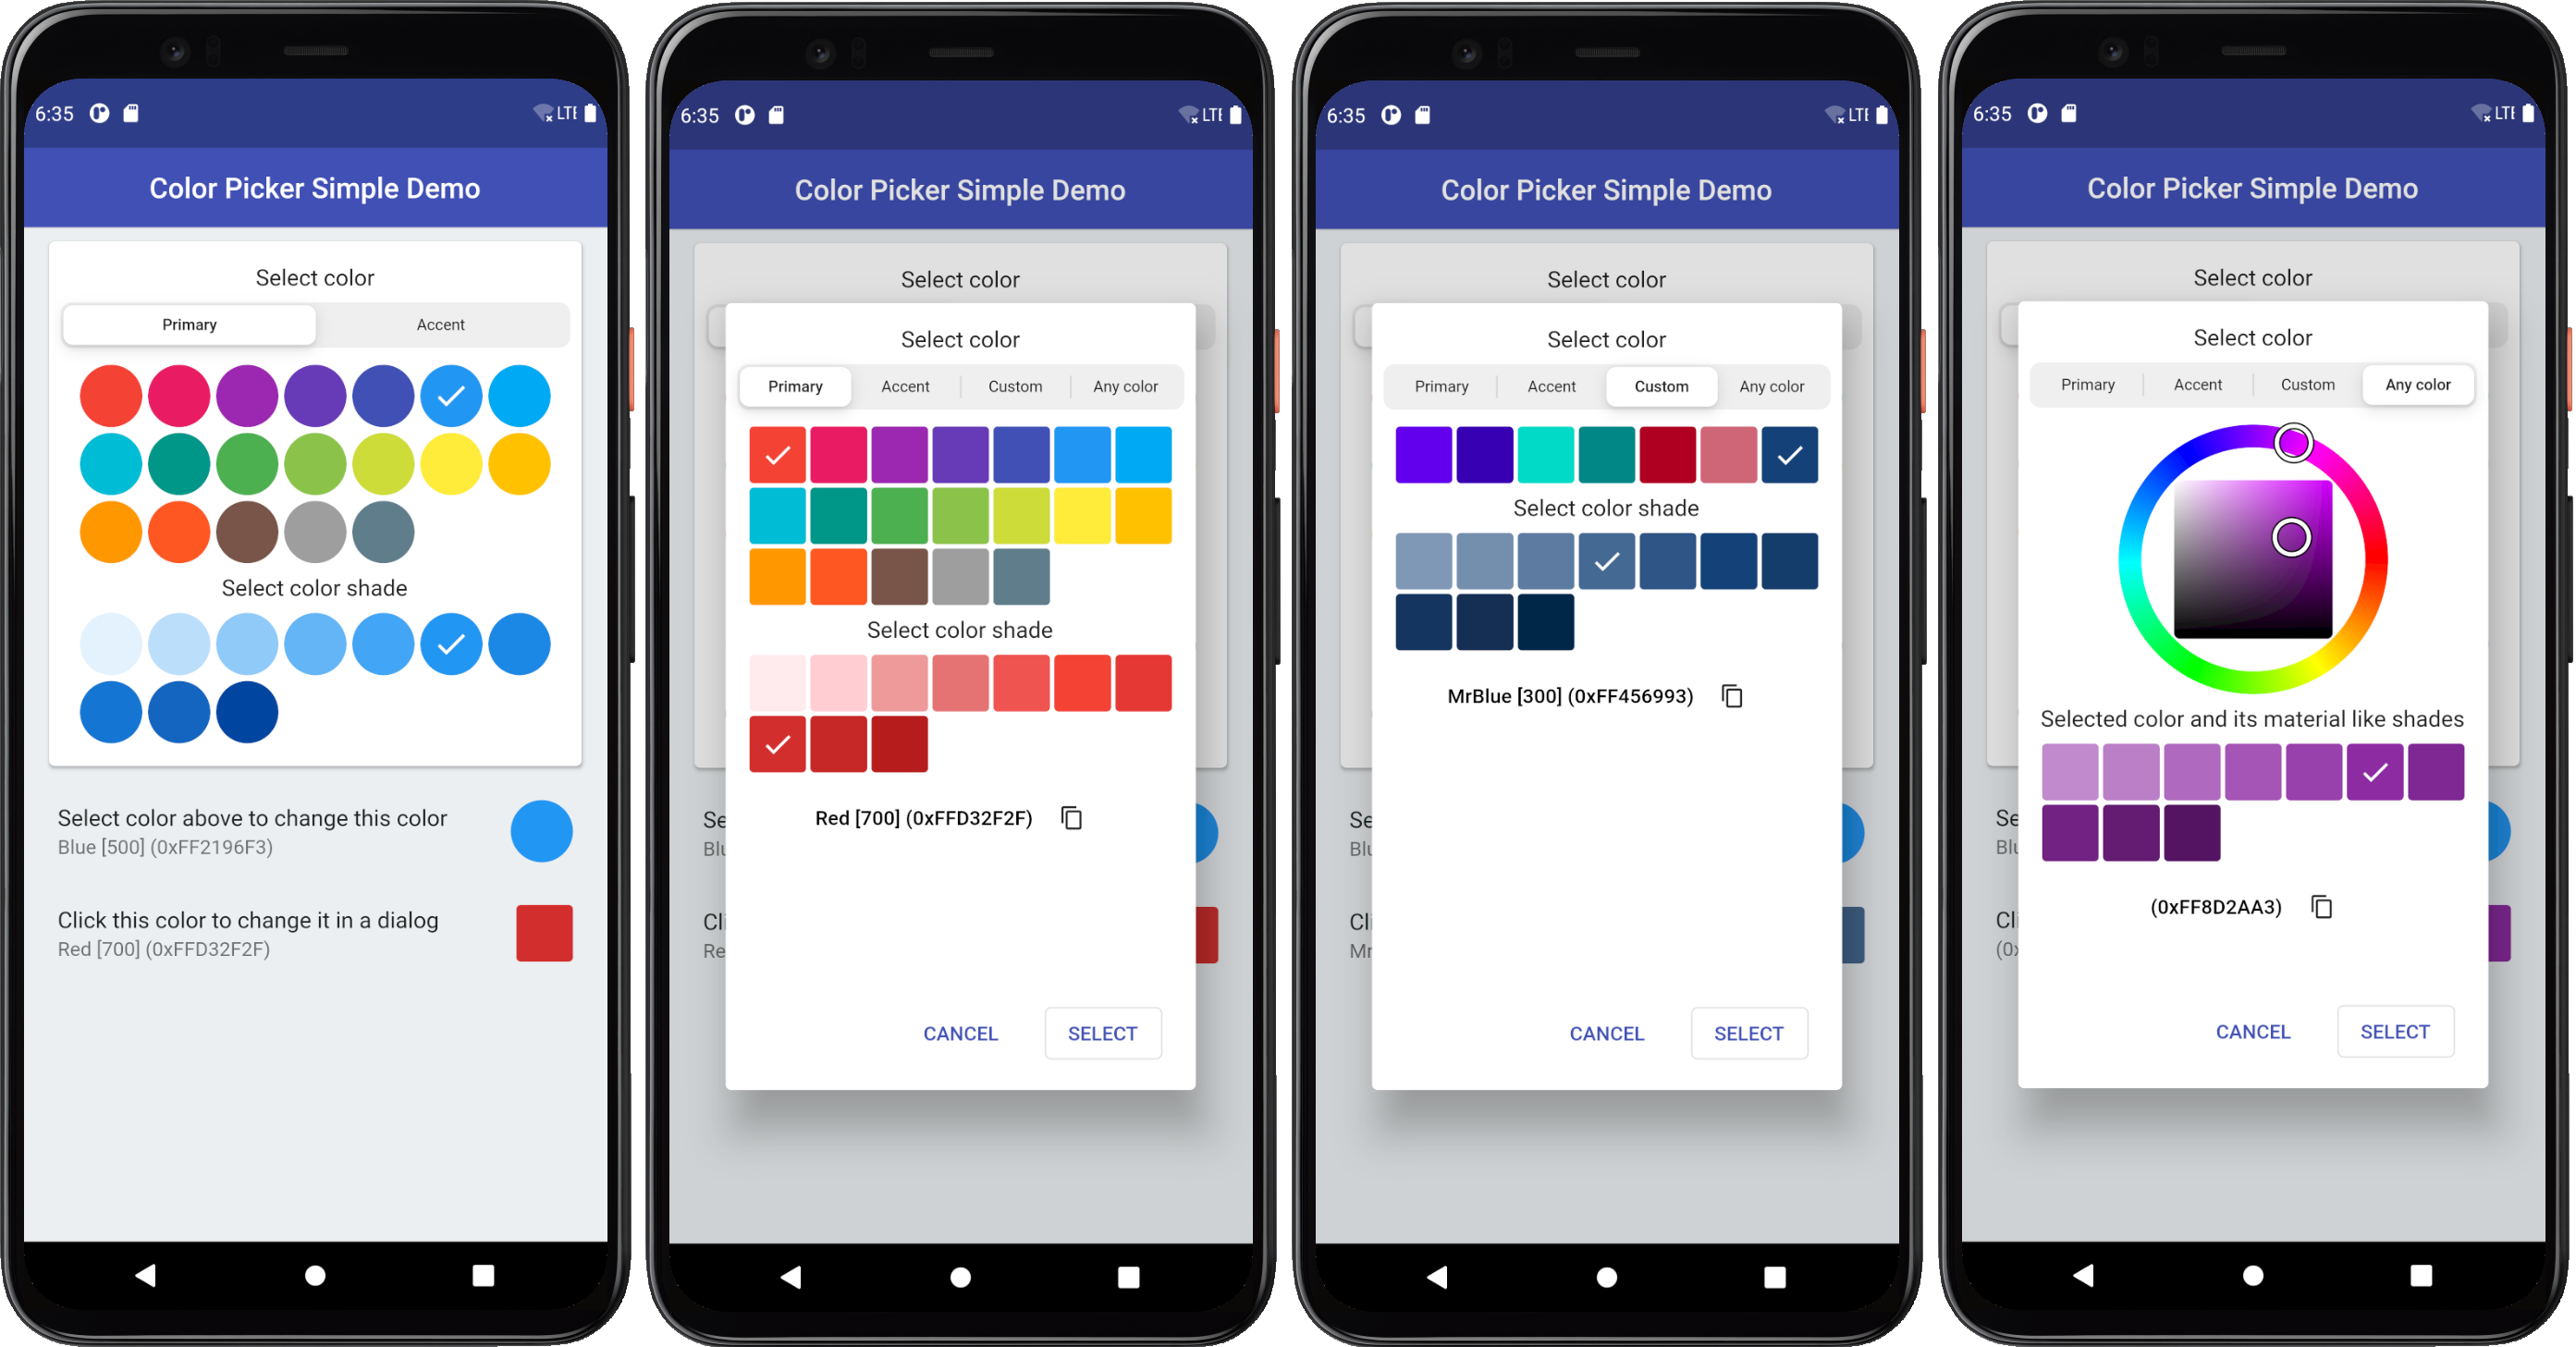 6:35
LTE
Color Picker Simple Demo
Select color
Primary Accent
Select color shade
Select color above to change this color
Blue [500] (0xFF2196F3)
Click this color to change it in a dialog
Red [700] (0xFFD32F2F)
6:35
LTE
Color Picker Simple Demo
Select color
Select color
Primary Accent Custom Any color
Select color shade
Red [700] (0xFFD32F2F)
Se
Blu
Cli
Re
CANCEL SELECT
6:35
LTE
Color Picker Simple Demo
Select color
Select color
Primary Accent Custom Any color
Select color shade
MrBlue [300] (0xFF456993)
Se
Blu
Cli
Mr
CANCEL SELECT
6:35
LTE
Color Picker Simple Demo
Select color
Select color
Primary Accent Custom Any color
Selected color and its material like shades
Se
Blu
(0xFF8D2AA3)
Cli
(0x
CANCEL SELECT